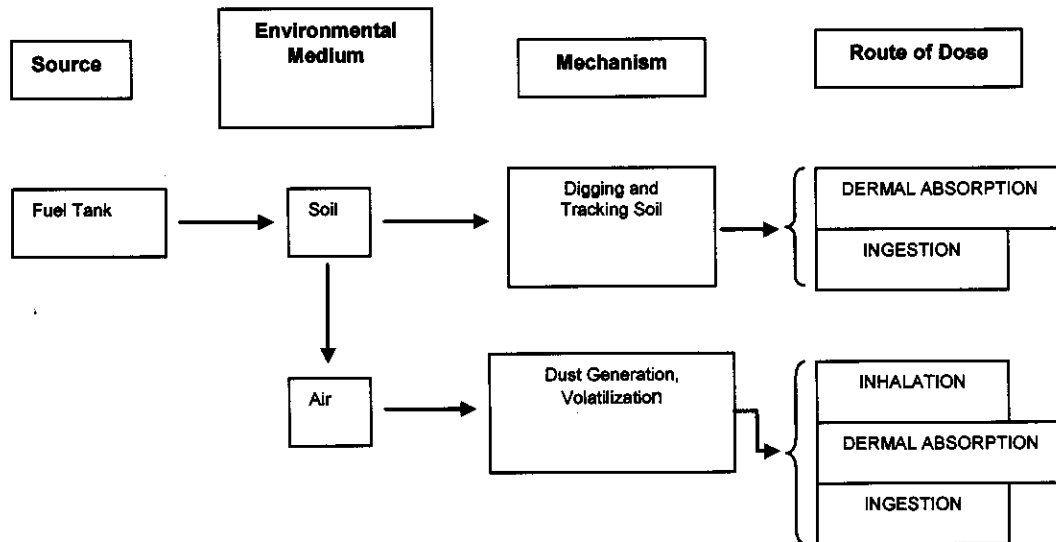 Source
Environmental
Medium
Mechanism
Route of Dose
Fuel Tank
Soil
Digging and
Tracking Soil
DERMAL ABSORPTION
INGESTION
Air
Dust Generation,
Volatilization
INHALATION
DERMAL ABSORPTION
INGESTION